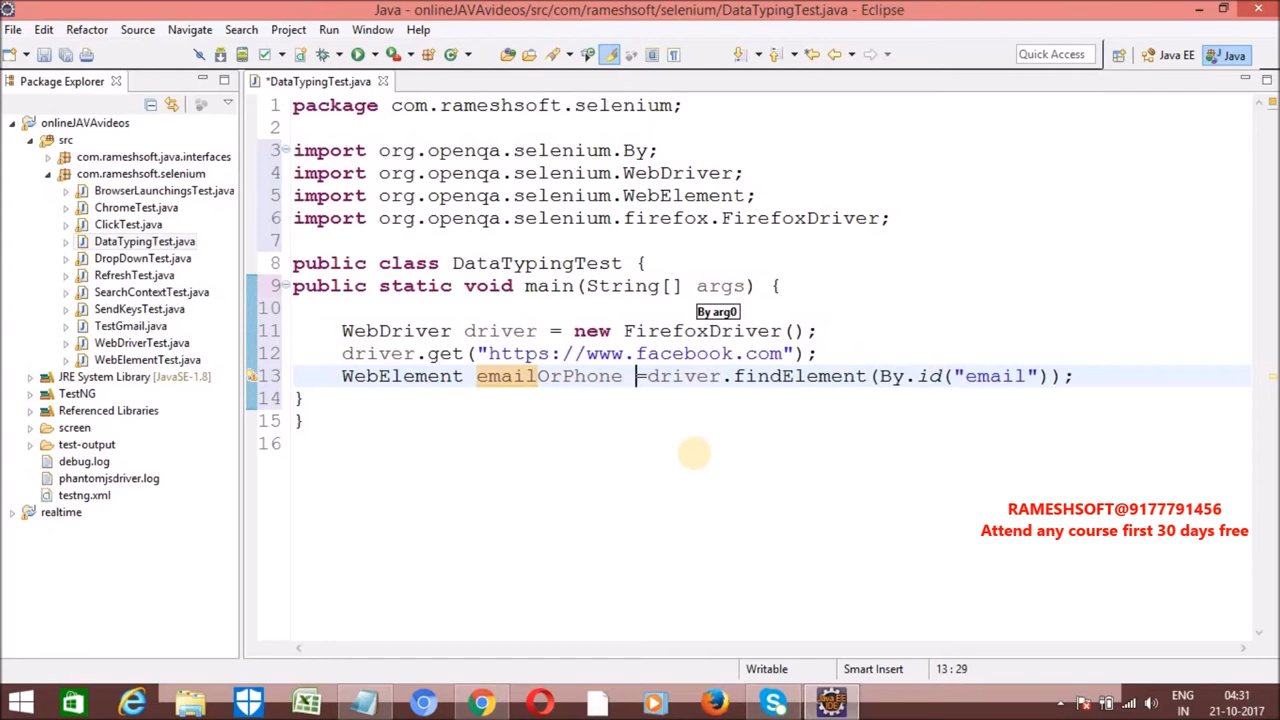 Java - onlineJAVAvideos/src/com/rameshsoft/selenium/DataTypingTest.java - Eclipse
File Edit Refactor Source Navigate Search Project Run Window Help
Quick Access Java EE Java
Package Explorer
*DataTypingTest.java
onlineJAVAvideos
src
com.rameshsoft.java.interfaces
com.rameshsoft.selenium
BrowserLaunchingsTest.java
ChromeTest.java
ClickTest.java
DataTypingTest.java
DropDownTest.java
RefreshTest.java
SearchContextTest.java
SendKeysTest.java
TestGmail.java
WebDriverTest.java
WebElementTest.java
JRE System Library [JavaSE-1.8]
TestNG
Referenced Libraries
screen
test-output
debug.log
phantomjsdriver.log
testng.xml
realtime
1 package com.rameshsoft.selenium;
2
3 import org.openqa.selenium.By;
4 import org.openqa.selenium.WebDriver;
5 import org.openqa.selenium.WebElement;
6 import org.openqa.selenium.firefox.FirefoxDriver;
7
8 public class DataTypingTest {
9 public static void main(String[] args) {
By arg0
10
11 WebDriver driver = new FirefoxDriver();
12 driver.get("https://www.facebook.com");
13 WebElement emailOrPhone =driver.findElement(By.id("email"));
14 }
15 }
16
RAMESHSOFT@9177791456
Attend any course first 30 days free
Writable Smart Insert 13 : 29
ENG 04:31
IN 21-10-2017